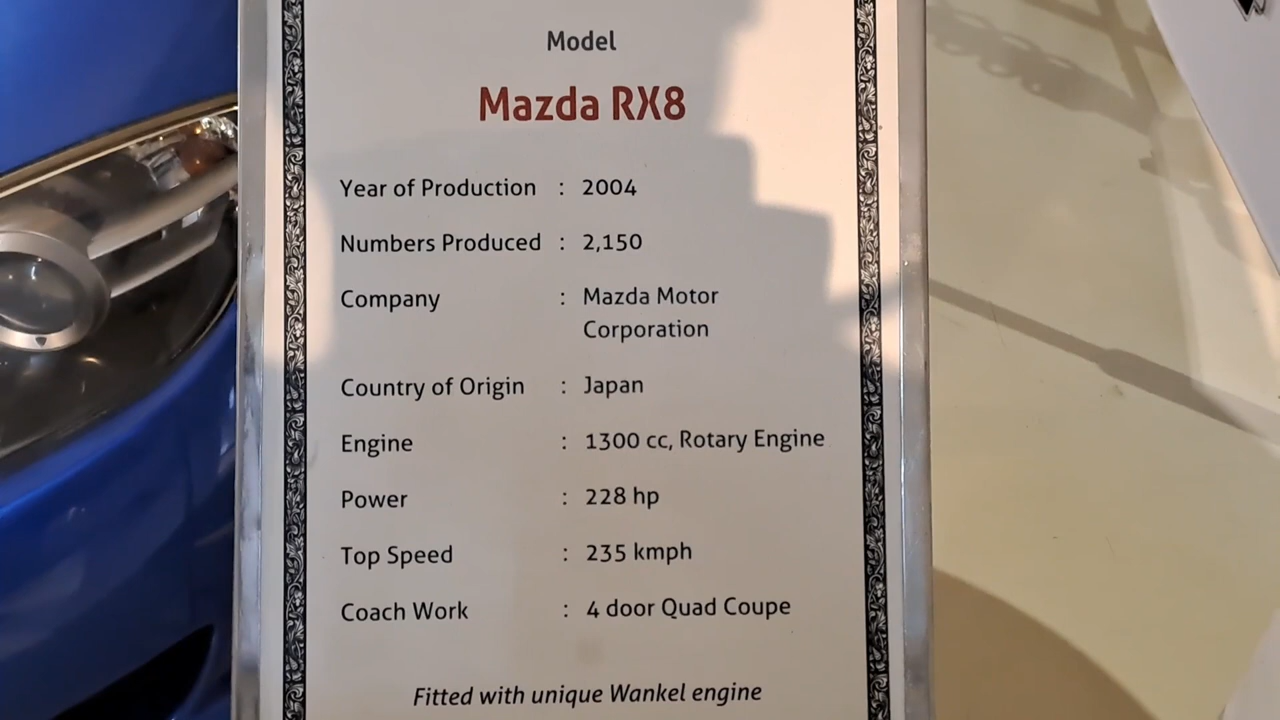 Model
Mazda RX8
Year of Production : 2004
Numbers Produced : 2,150
Company : Mazda Motor
Corporation
Country of Origin : Japan
Engine : 1300 cc, Rotary Engine
Power : 228 hp
Top Speed : 235 kmph
Coach Work : 4 door Quad Coupe
Fitted with unique Wankel engine